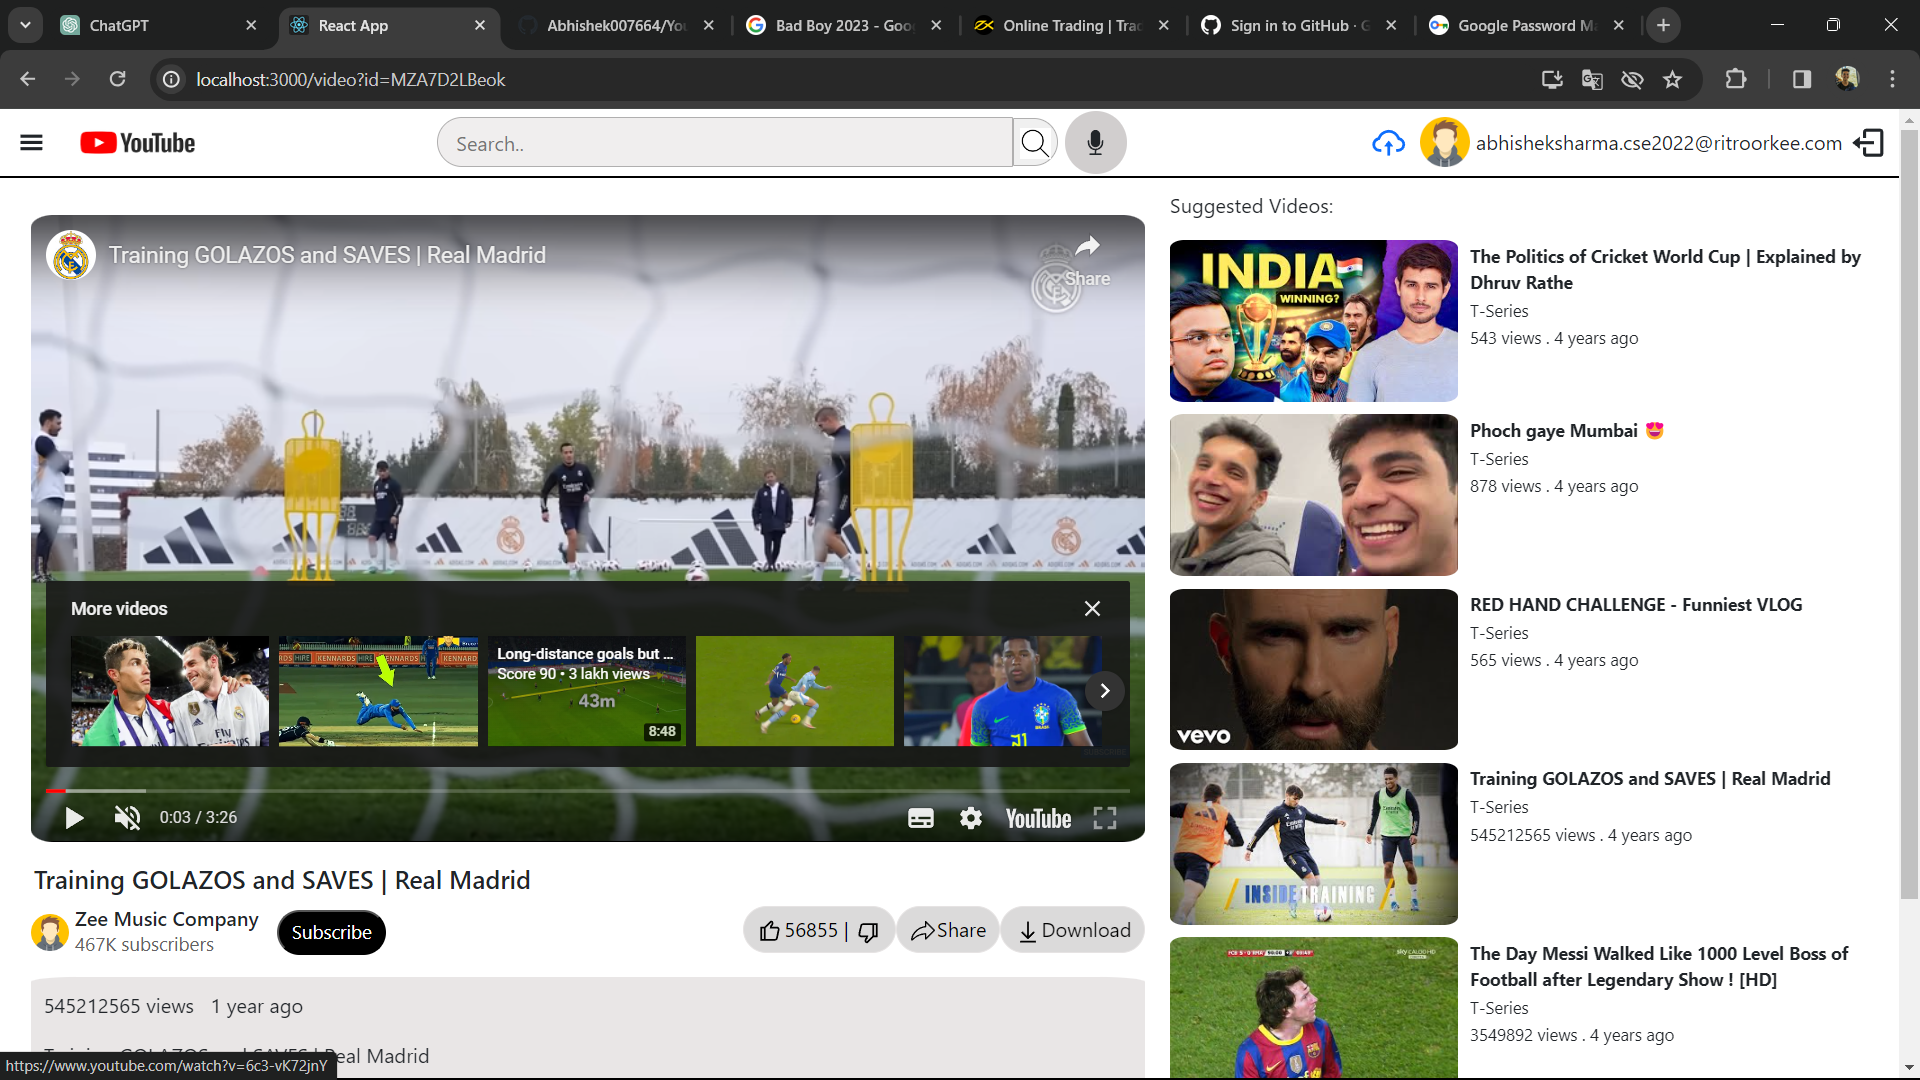 ChatGPT
React App
Abhishek007664/You
Bad Boy 2023 - Goo
Online Trading | Trad
Sign in to GitHub · G
Google Password Ma
localhost:3000/video?id=MZA7D2LBeok
YouTube
Search..
abhisheksharma.cse2022@ritroorkee.com
Training GOLAZOS and SAVES | Real Madrid
Share
More videos
Long-distance goals but ...
Score 90 • 3 lakh views
43m
8:48
0:03 / 3:26
YouTube
Training GOLAZOS and SAVES | Real Madrid
Zee Music Company
467K subscribers
Subscribe
56855 |
Share
Download
545212565 views 1 year ago
Real Madrid
https://www.youtube.com/watch?v=6c3-vK72jnY
Suggested Videos:
INDIA
WINNING?
The Politics of Cricket World Cup | Explained by
Dhruv Rathe
T-Series
543 views . 4 years ago
Phoch gaye Mumbai 😍
T-Series
878 views . 4 years ago
vevo
RED HAND CHALLENGE - Funniest VLOG
T-Series
565 views . 4 years ago
INSIDE TRAINING
Training GOLAZOS and SAVES | Real Madrid
T-Series
545212565 views . 4 years ago
The Day Messi Walked Like 1000 Level Boss of
Football after Legendary Show ! [HD]
T-Series
3549892 views . 4 years ago